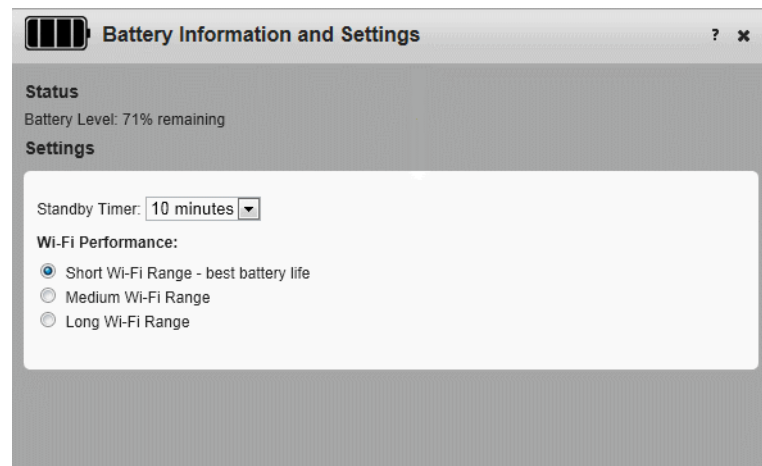 Battery Information and Settings ? ✖
Status
Battery Level: 71% remaining
Settings
Standby Timer: 10 minutes
Wi-Fi Performance:
Short Wi-Fi Range - best battery life
Medium Wi-Fi Range
Long Wi-Fi Range